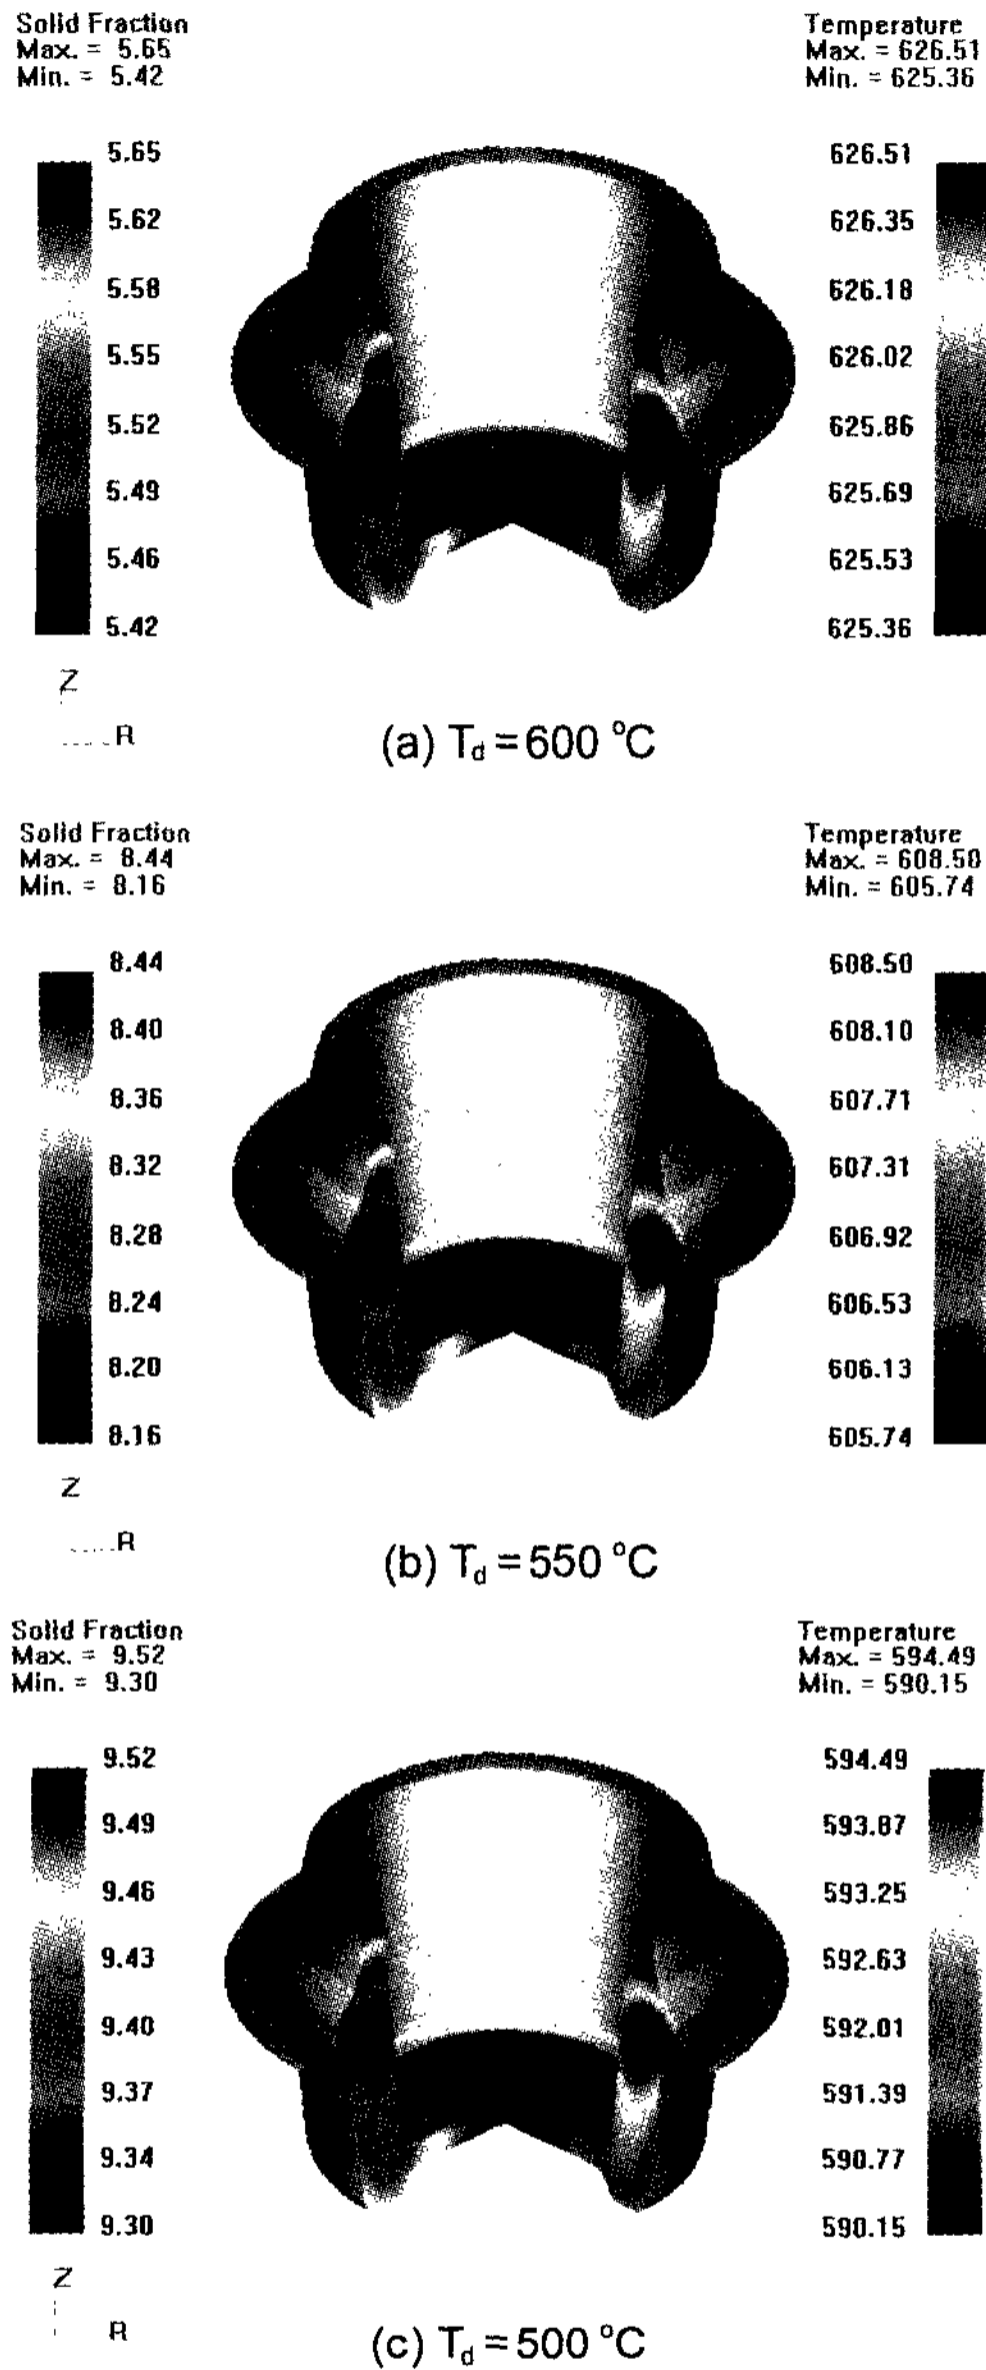 Solid Fraction
Max. = 5.65
Min. = 5.42
Temperature
Max. = 626.51
Min. = 625.36
5.65
5.62
5.58
5.55
5.52
5.49
5.46
5.42
626.51
626.35
626.18
626.02
625.86
625.69
625.53
625.36
Z
R
(a) Td = 600 °C
Solid Fraction
Max. = 8.44
Min. = 8.16
Temperature
Max. = 608.50
Min. = 605.74
8.44
8.40
8.36
8.32
8.28
8.24
8.20
8.16
608.50
608.10
607.71
607.31
606.92
606.53
606.13
605.74
Z
R
(b) Td = 550 °C
Solid Fraction
Max. = 9.52
Min. = 9.30
Temperature
Max. = 594.49
Min. = 590.15
9.52
9.49
9.46
9.43
9.40
9.37
9.34
9.30
594.49
593.87
593.25
592.63
592.01
591.39
590.77
590.15
Z
R
(c) Td = 500 °C